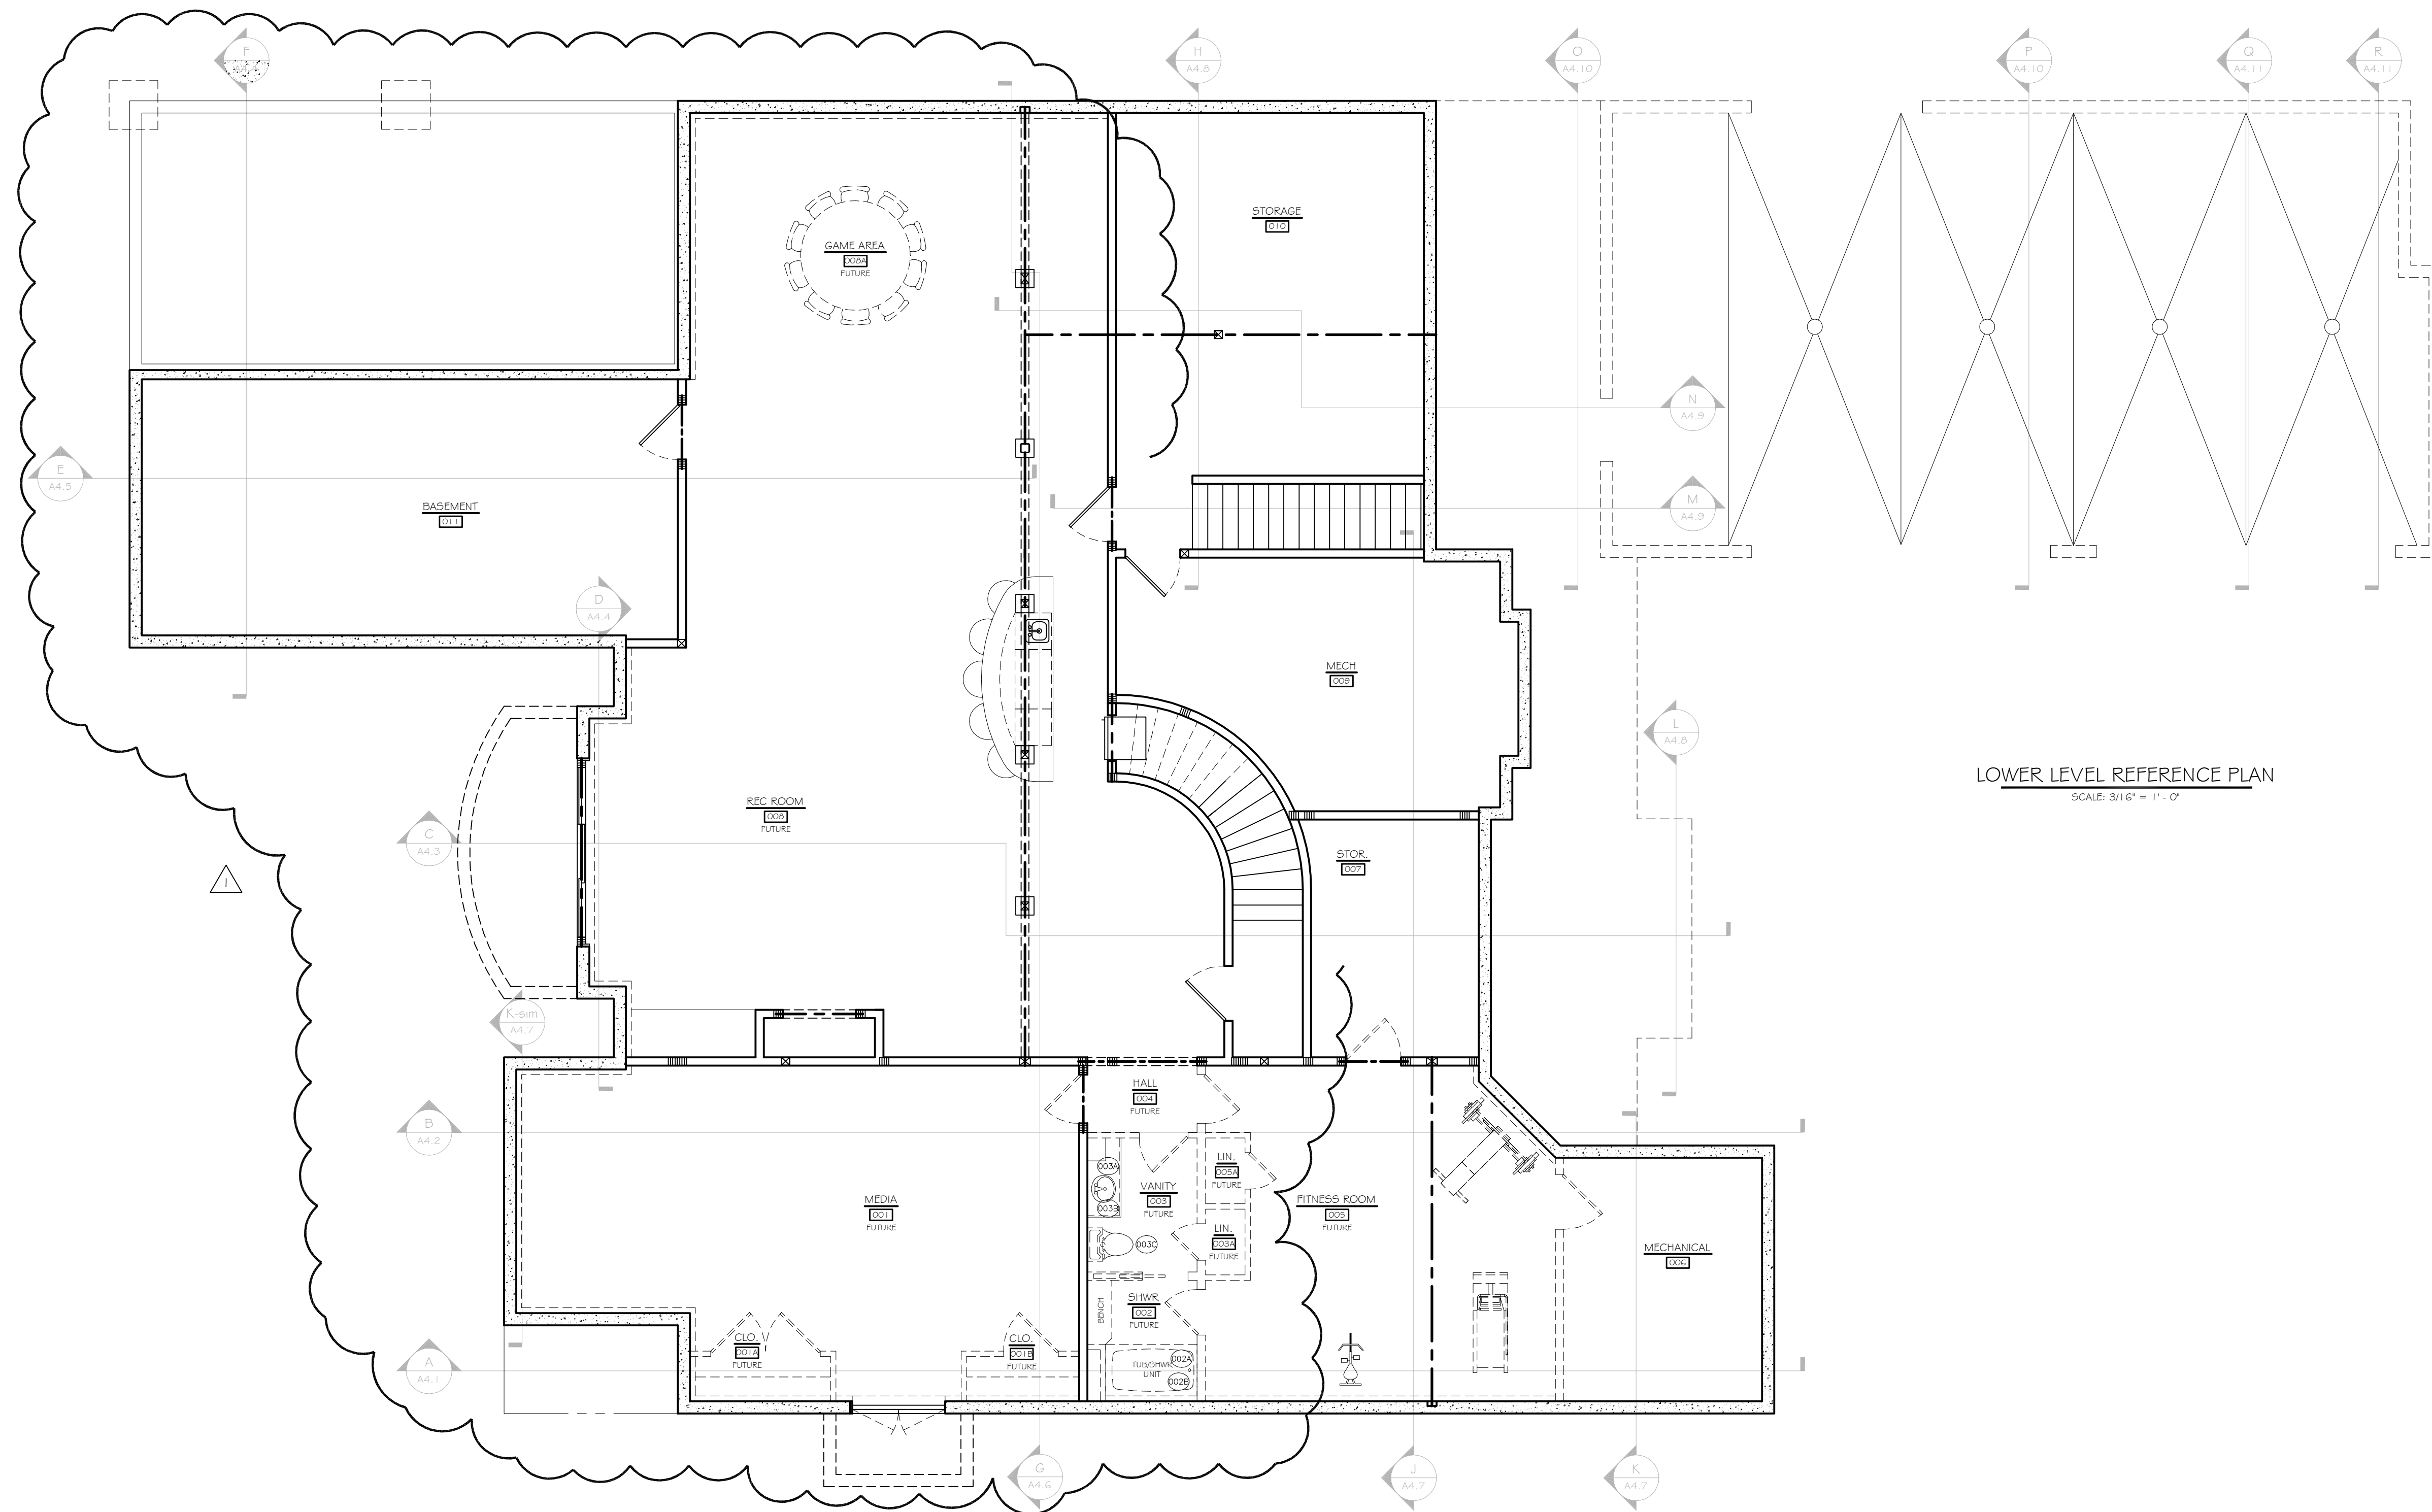 F
H
A4.8
O
A4.10
P
A4.10
Q
A4.11
R
A4.11
STORAGE
010
GAME AREA
008A
FUTURE
N
A4.9
E
A4.5
M
A4.9
BASEMENT
011
D
A4.4
MECH
009
L
A4.8
LOWER LEVEL REFERENCE PLAN
SCALE: 3/16" = 1' - 0"
REC ROOM
008
FUTURE
C
A4.3
STOR.
007
1
K-sim
A4.7
HALL
004
FUTURE
B
A4.2
003A
LIN.
005A
FUTURE
VANITY
003
FUTURE
003B
MEDIA
001
FUTURE
FITNESS ROOM
005
FUTURE
LIN.
003A
FUTURE
003C
MECHANICAL
006
SHWR
002
FUTURE
BENCH
CLO.
001A
FUTURE
CLO.
001B
FUTURE
TUB/SHWR
UNIT
002A
002B
A
A4.1
G
A4.6
J
A4.7
K
A4.7